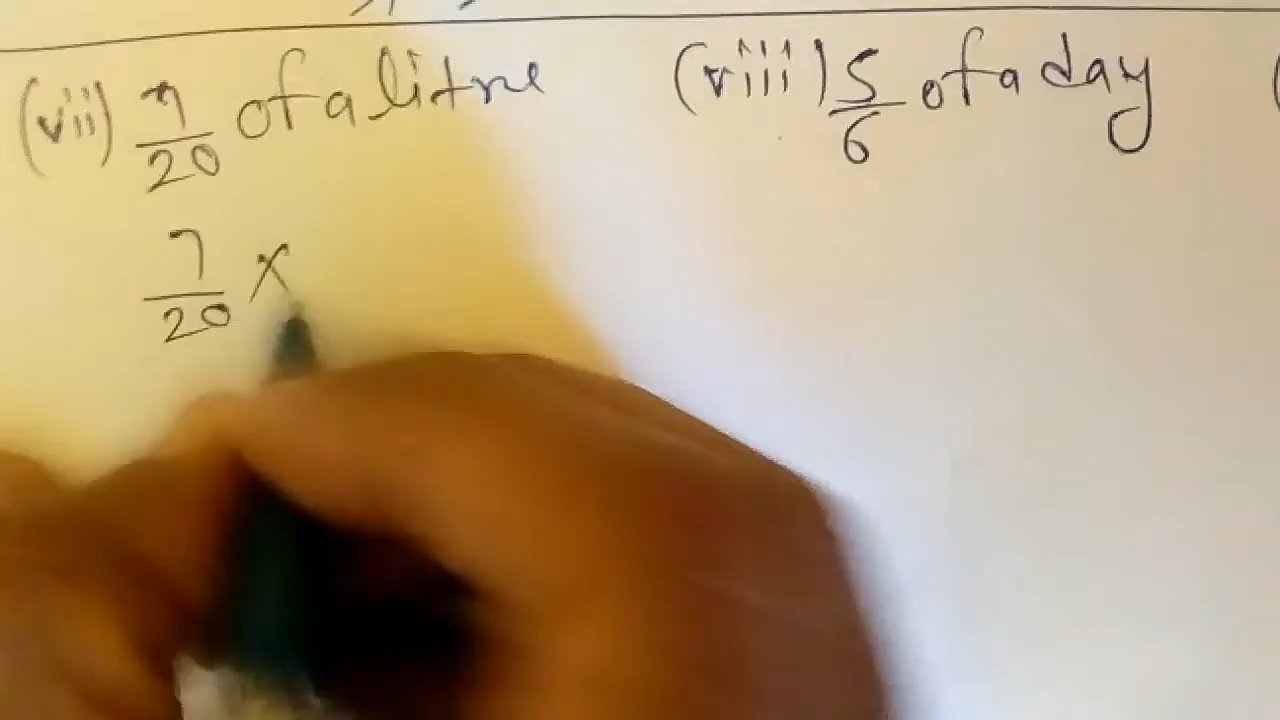 (vii) 7/20 of a litre (viii) 5/6 of a day
7/20 ×